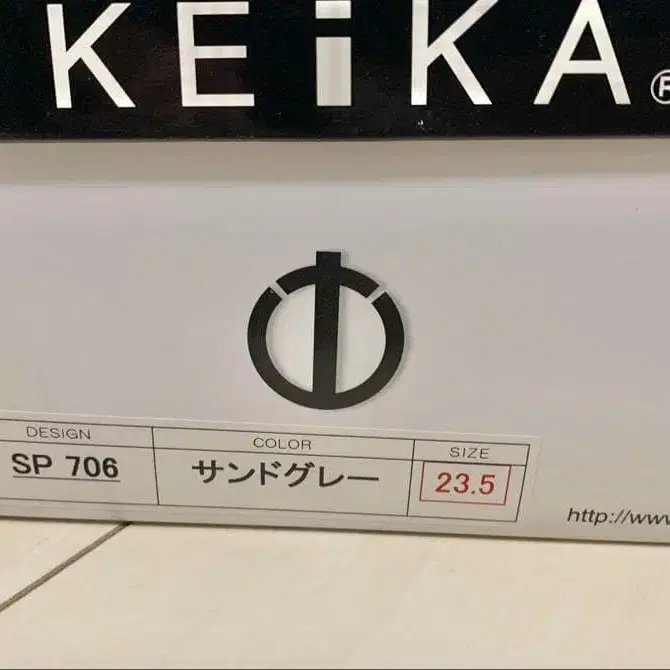 KEiKA®
DESIGN COLOR SIZE
SP 706 サンドグレー 23.5
http://www